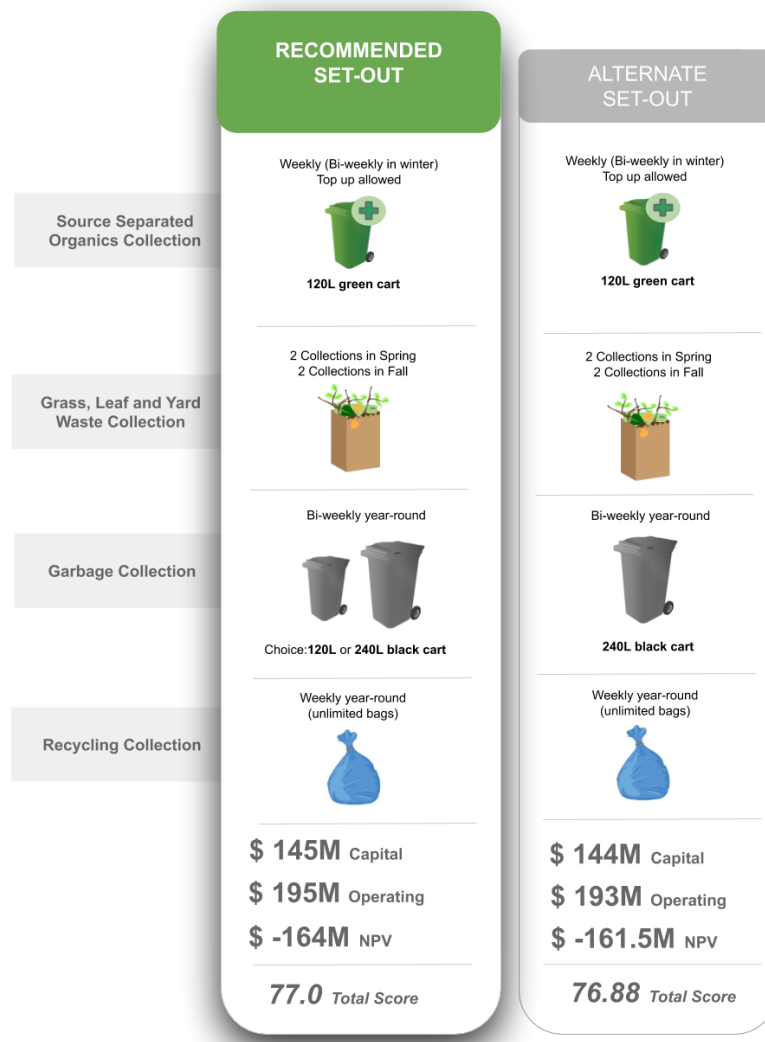 RECOMMENDED
SET-OUT
ALTERNATE
SET-OUT
Source Separated
Organics Collection
Weekly (Bi-weekly in winter)
Top up allowed
120L green cart
Weekly (Bi-weekly in winter)
Top up allowed
120L green cart
Grass, Leaf and Yard
Waste Collection
2 Collections in Spring
2 Collections in Fall
2 Collections in Spring
2 Collections in Fall
Garbage Collection
Bi-weekly year-round
Choice:120L or 240L black cart
Bi-weekly year-round
240L black cart
Recycling Collection
Weekly year-round
(unlimited bags)
Weekly year-round
(unlimited bags)
$ 145M Capital
$ 195M Operating
$ -164M NPV
77.0 Total Score
$ 144M Capital
$ 193M Operating
$ -161.5M NPV
76.88 Total Score